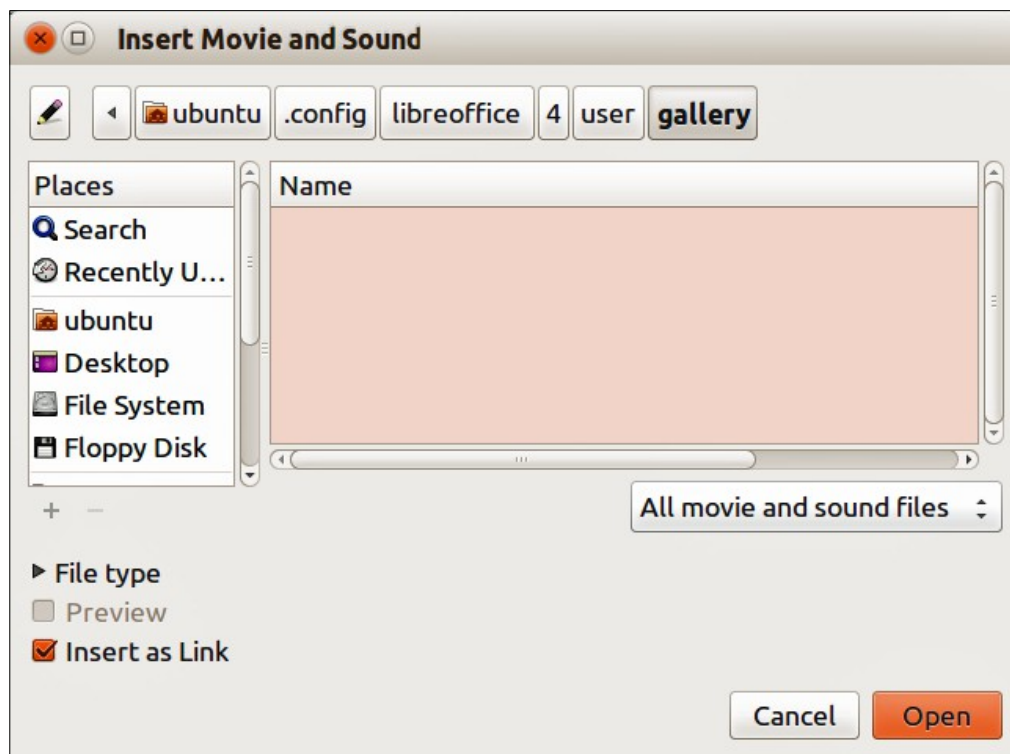 Insert Movie and Sound
ubuntu .config libreoffice 4 user gallery
Places
Name
Search
Recently U...
ubuntu
Desktop
File System
Floppy Disk
All movie and sound files
File type
Preview
Insert as Link
Cancel Open